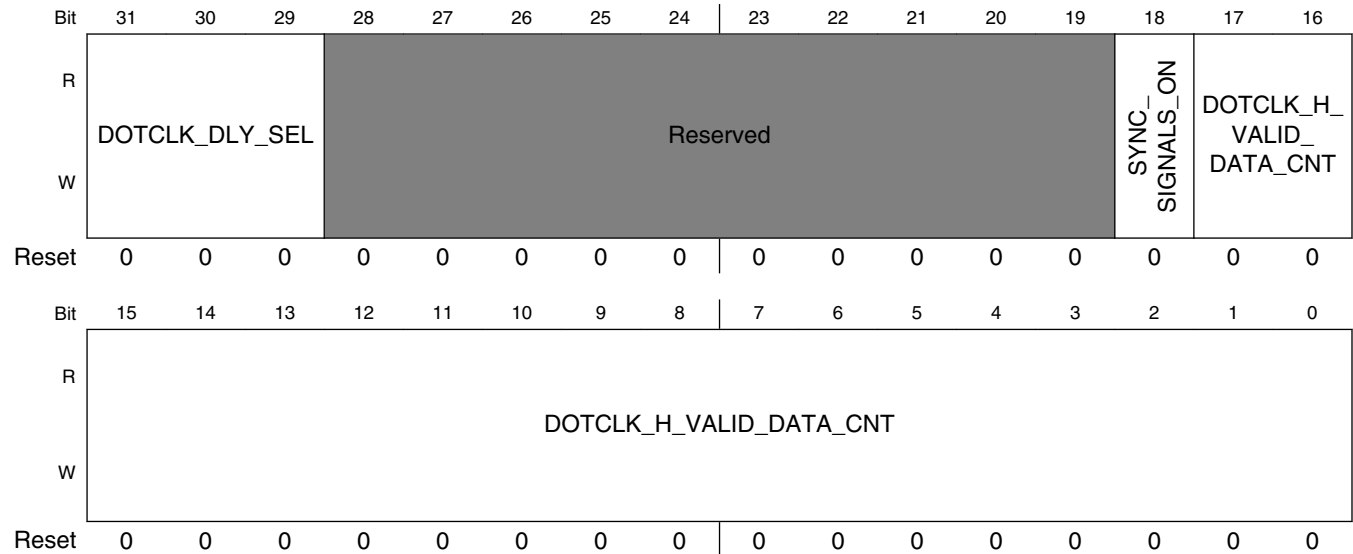 Bit 31 30 29 28 27 26 25 24 23 22 21 20 19 18 17 16
R
W
DOTCLK_DLY_SEL
Reserved
SYNC_
SIGNALS_ON
DOTCLK_H_
VALID_
DATA_CNT
Reset 0 0 0 0 0 0 0 0 0 0 0 0 0 0 0 0
Bit 15 14 13 12 11 10 9 8 7 6 5 4 3 2 1 0
R
W
DOTCLK_H_VALID_DATA_CNT
Reset 0 0 0 0 0 0 0 0 0 0 0 0 0 0 0 0